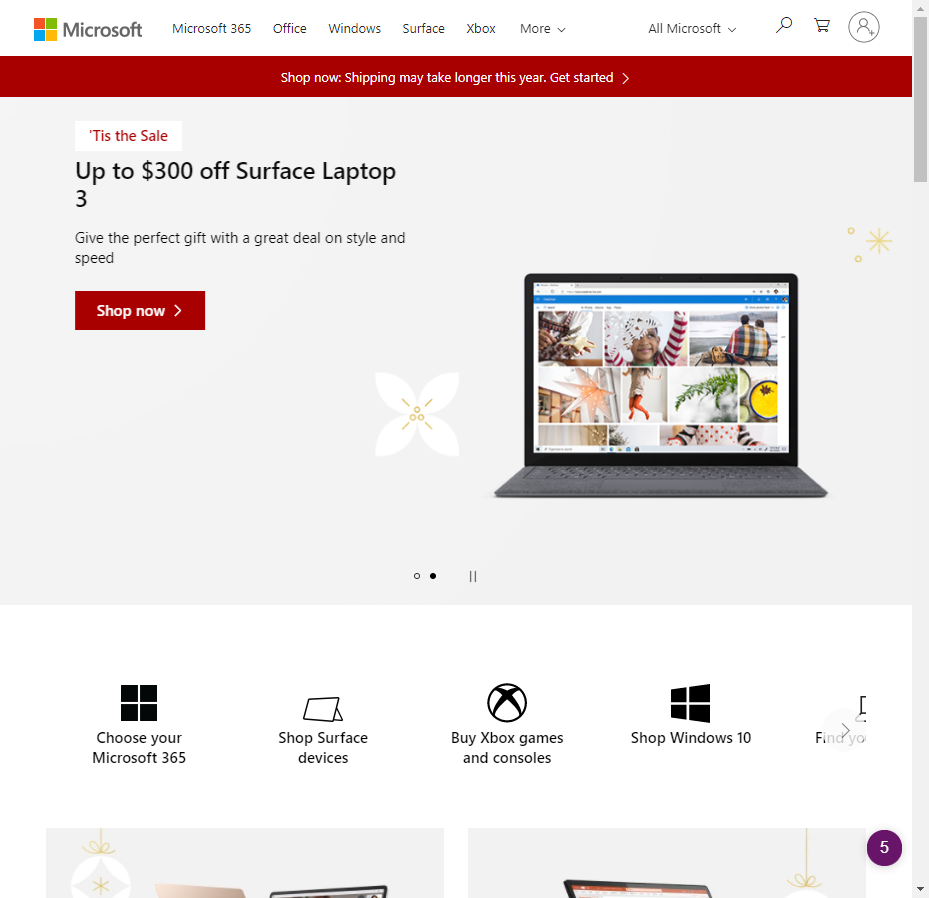 Microsoft
Microsoft 365
Office
Windows
Surface
Xbox
More
All Microsoft
Shop now: Shipping may take longer this year. Get started
'Tis the Sale
Up to $300 off Surface Laptop
3
Give the perfect gift with a great deal on style and
speed
Shop now
Choose your
Microsoft 365
Shop Surface
devices
Buy Xbox games
and consoles
Shop Windows 10
Find you
5